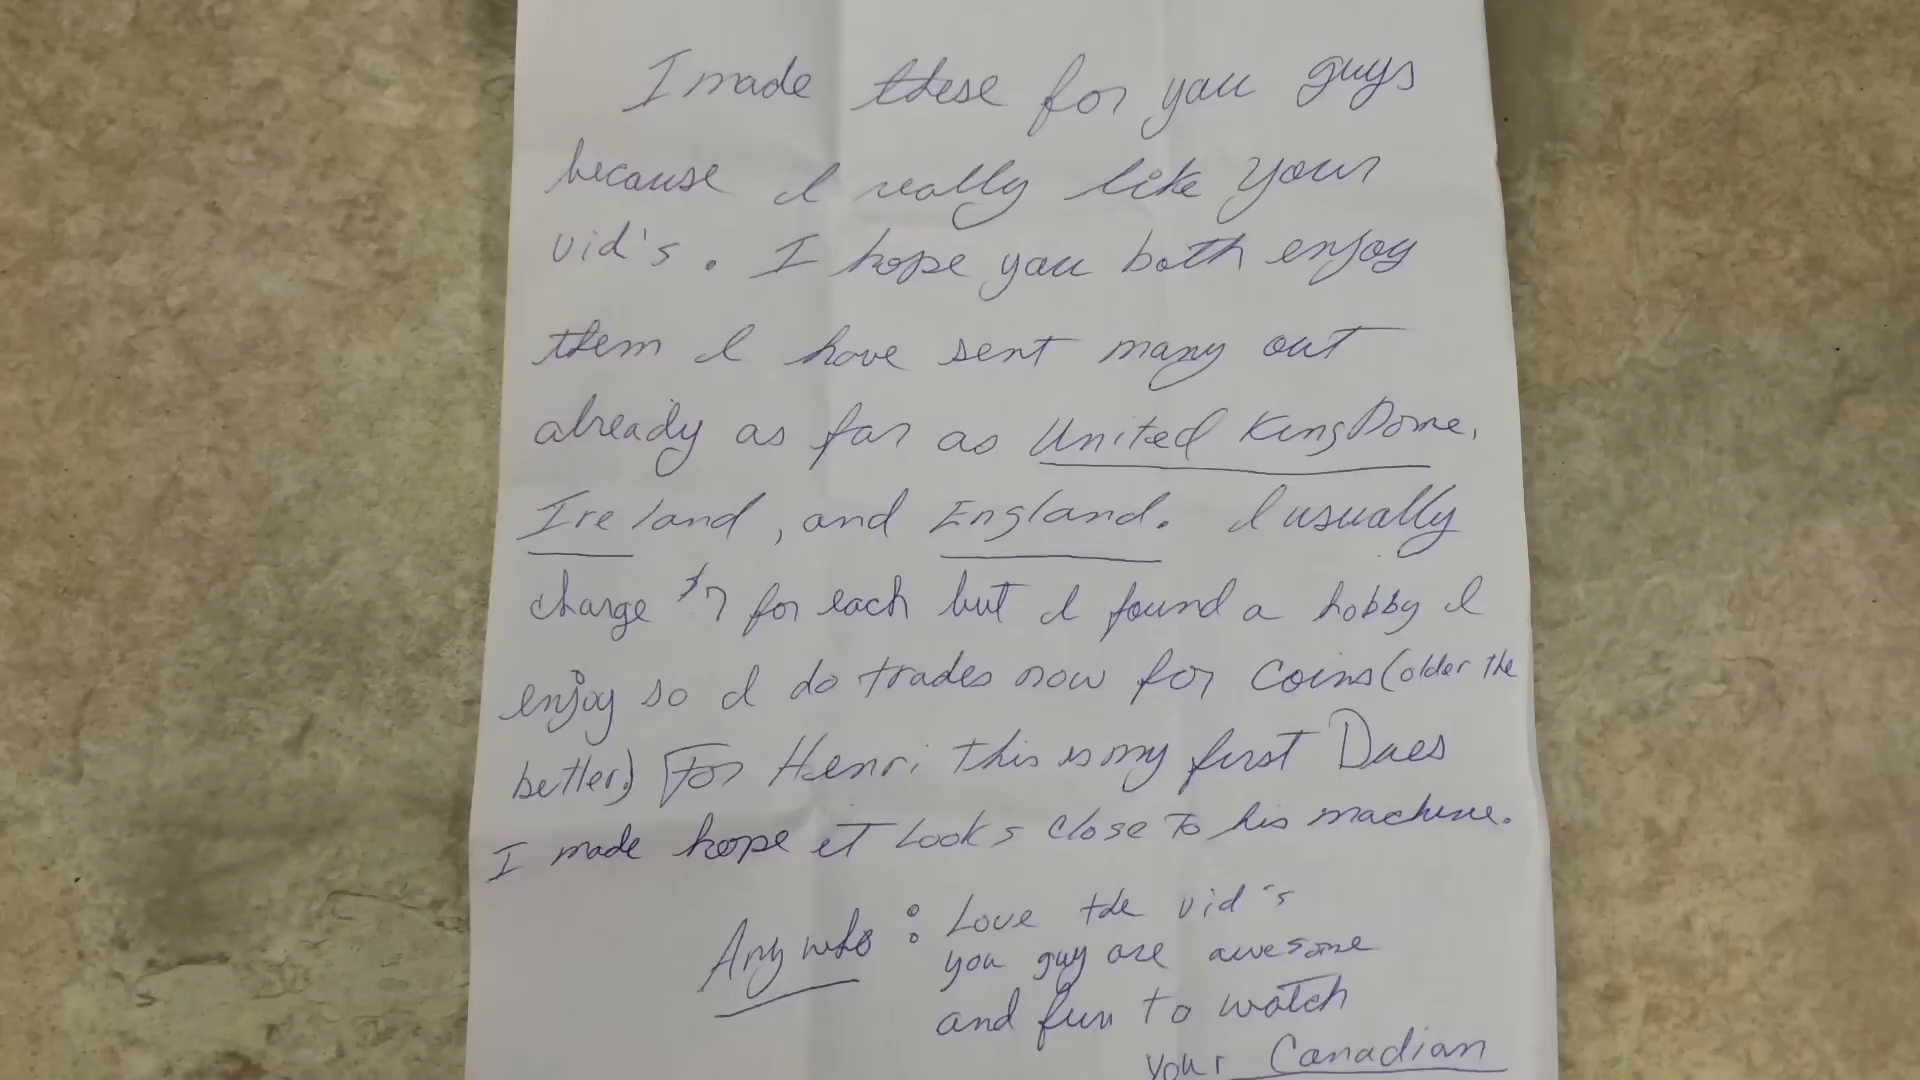 I made these for you guys
because I really like your
vid's. I hope you both enjoy
them I have sent many out
already as far as United KingDome,
Ireland, and England. I usually
charge $7 for each but I found a hobby I
enjoy so I do trades now for coins (older the
better) For Henri this is my first Daes
I made hope it Looks close To his machine.
Any who: Love the vid's
you guy are awesome
and fun to watch
your Canadian